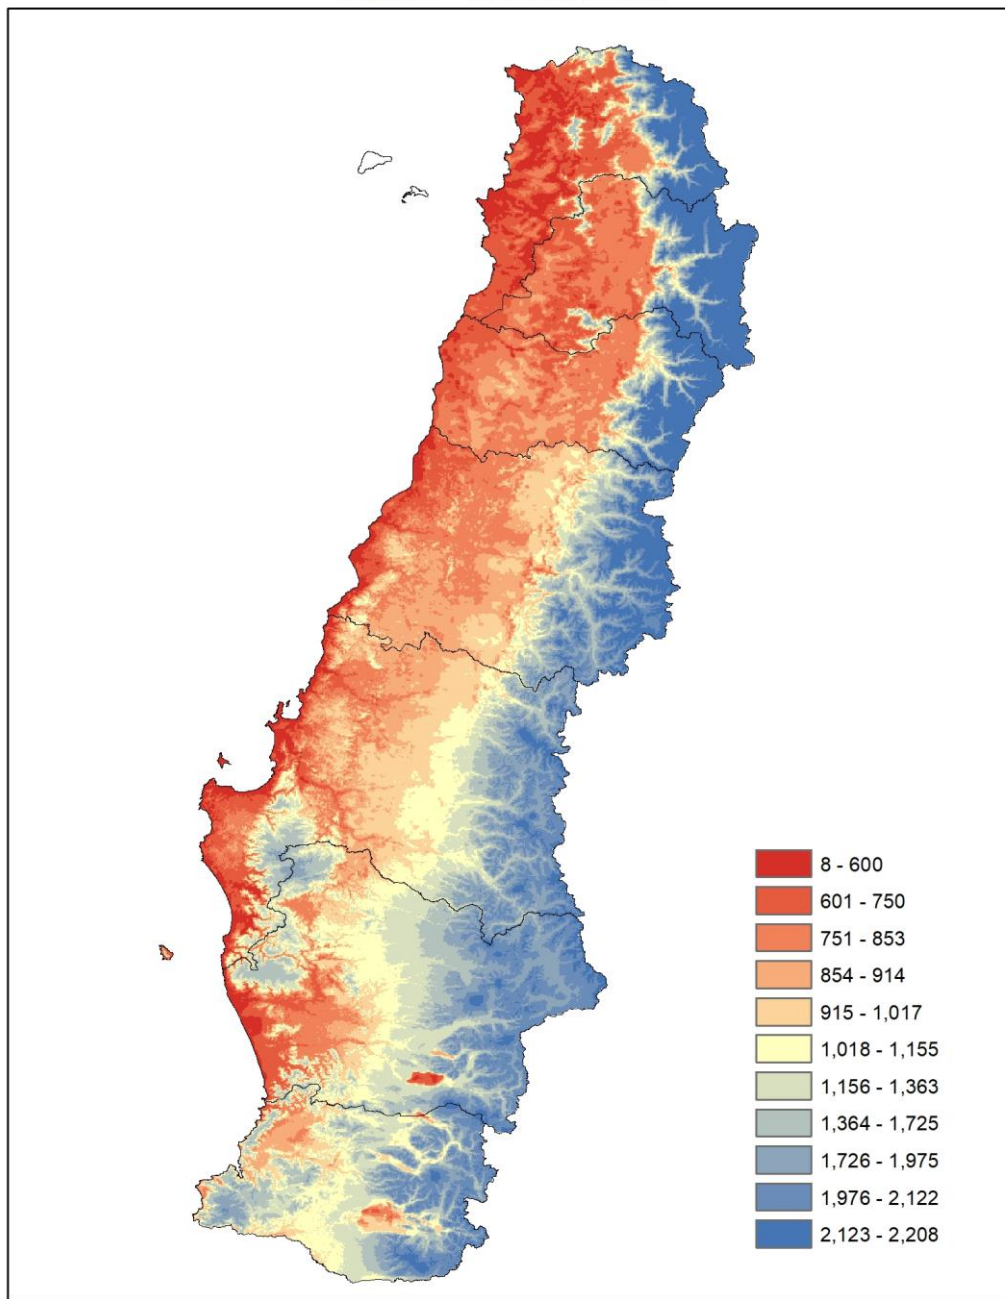 8 - 600
601 - 750
751 - 853
854 - 914
915 - 1,017
1,018 - 1,155
1,156 - 1,363
1,364 - 1,725
1,726 - 1,975
1,976 - 2,122
2,123 - 2,208